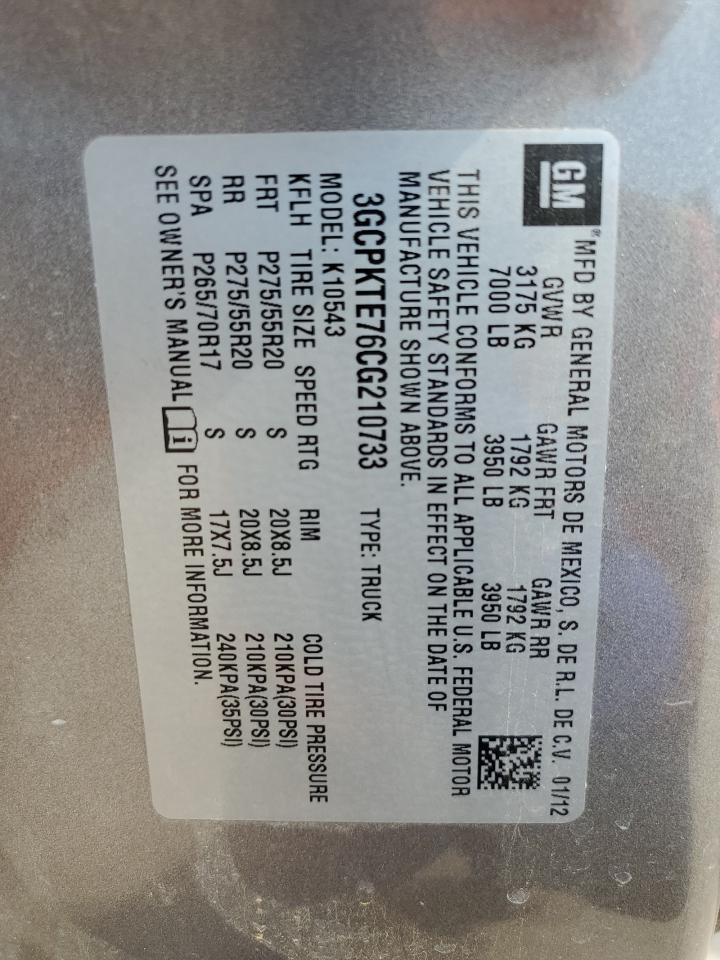 GM
MFD BY GENERAL MOTORS DE MEXICO, S. DE R.L. DE C.V. 01/12
GVWR GAWR FRT GAWR RR
3175 KG 1792 KG 1792 KG
7000 LB 3950 LB 3950 LB
THIS VEHICLE CONFORMS TO ALL APPLICABLE U.S. FEDERAL MOTOR
VEHICLE SAFETY STANDARDS IN EFFECT ON THE DATE OF
MANUFACTURE SHOWN ABOVE.
3GCPKTE76CG210733 TYPE: TRUCK
MODEL: K10543
KFLH TIRE SIZE SPEED RTG RIM COLD TIRE PRESSURE
FRT P275/55R20 S 20X8.5J 210KPA(30PSI)
RR P275/55R20 S 20X8.5J 210KPA(30PSI)
SPA P265/70R17 S 17X7.5J 240KPA(35PSI)
SEE OWNER'S MANUAL FOR MORE INFORMATION.